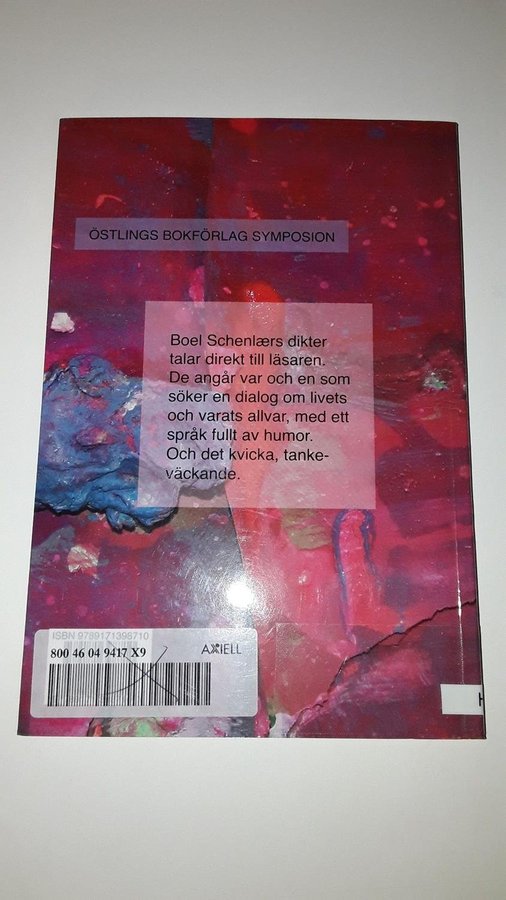 ÖSTLINGS BOKFÖRLAG SYMPOSION
Boel Schenlærs dikter
talar direkt till läsaren.
De angår var och en som
söker en dialog om livets
och varats allvar, med ett
språk fullt av humor.
Och det kvicka, tanke-
väckande.
ISBN 9789171398710
800 46 04 9417 X9
AXIELL
H